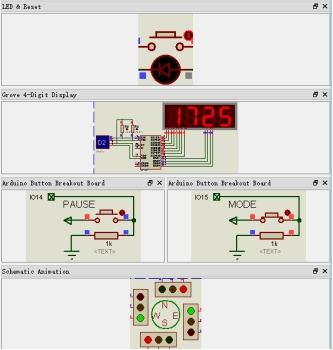 LED & Reset
Grove 4-Digit Display
1725
D2
Arduino Button Breakout Board
Arduino Button Breakout Board
IO14
PAUSE
1k
<TEXT>
IO15
MODE
1k
<TEXT>
Schematic Animation
N
W S E